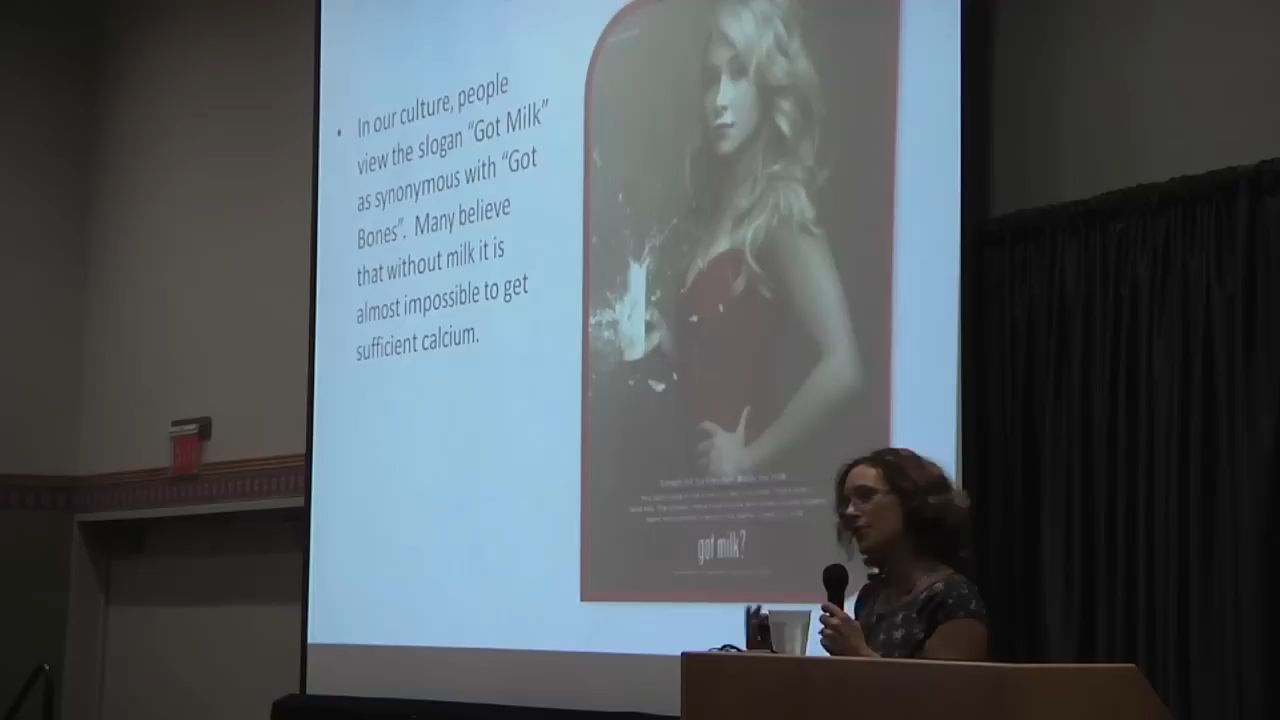 • In our culture, people
view the slogan “Got Milk”
as synonymous with “Got
Bones”. Many believe
that without milk it is
almost impossible to get
sufficient calcium.
got milk?